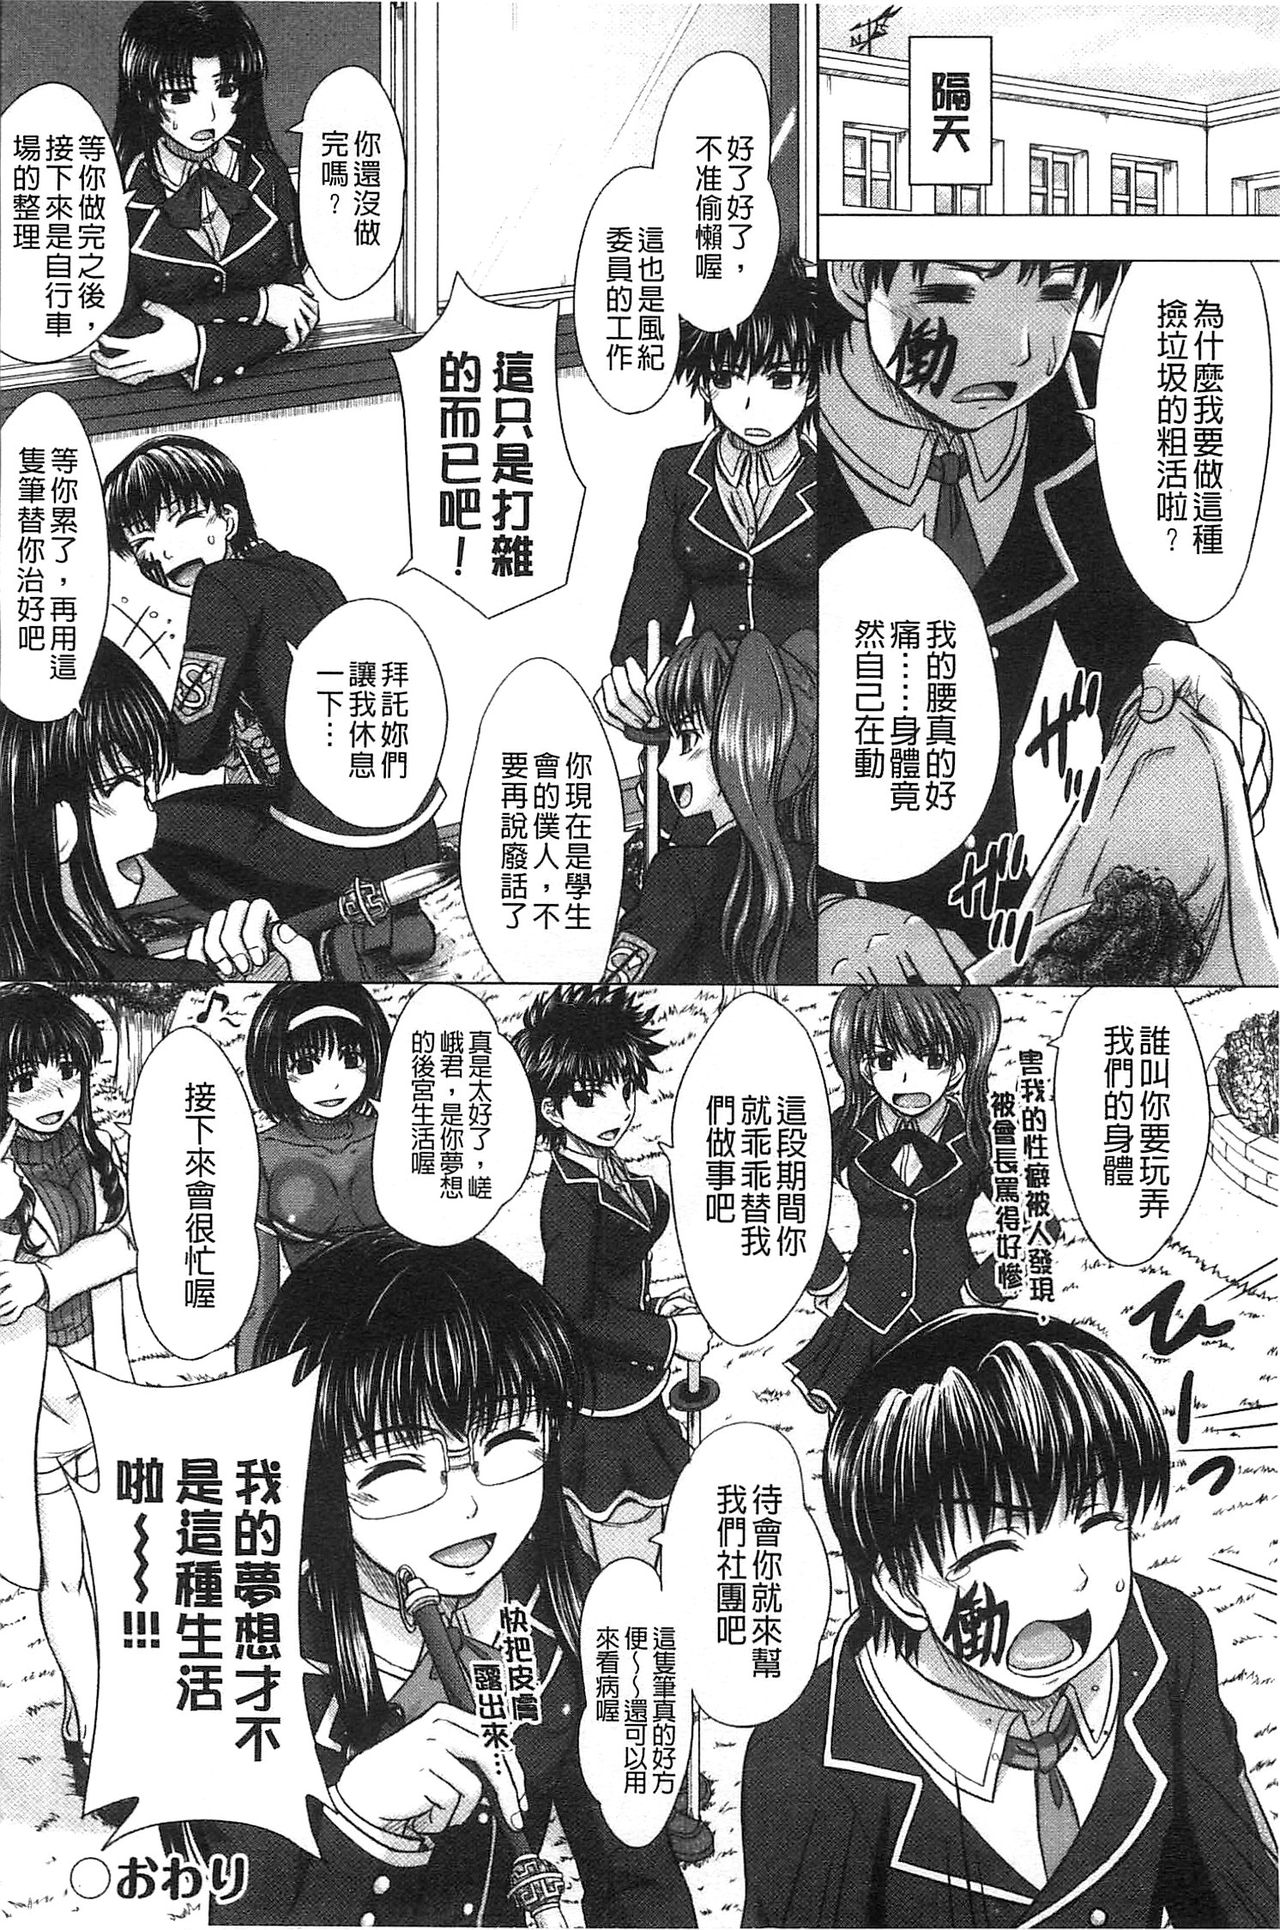 隔天
為什麼我要做這種
撿垃圾的粗活啦？
働
我的腰真的好
痛……身體竟
然自己在動
ザッ
ザッ
好了好了，
不准偷懶喔
這也是風紀
委員的工作
這只是打雜
的而已吧！
你還沒做
完嗎？
等你做完之後，
接下來是自行車
場的整理
你現在是學生
會的僕人，不
要再說廢話了
拜託妳們
讓我休息
一下…
等你累了，再用這
隻筆替你治好吧
誰叫你要玩弄
我們的身體
害我的性癖被人發現，
被會長罵得好慘
這段期間你
就乖乖替我
們做事吧
真是太好了，嵯
峨君，是你夢想
的後宮生活喔
接下來會很忙喔
ひーっ
働
待會你就來幫
我們社團吧
這隻筆真的好方
便～～還可以用
來看病喔
快把皮膚
露出來…
我的夢想才不
是這種生活
啦～～～!!!
○おわり